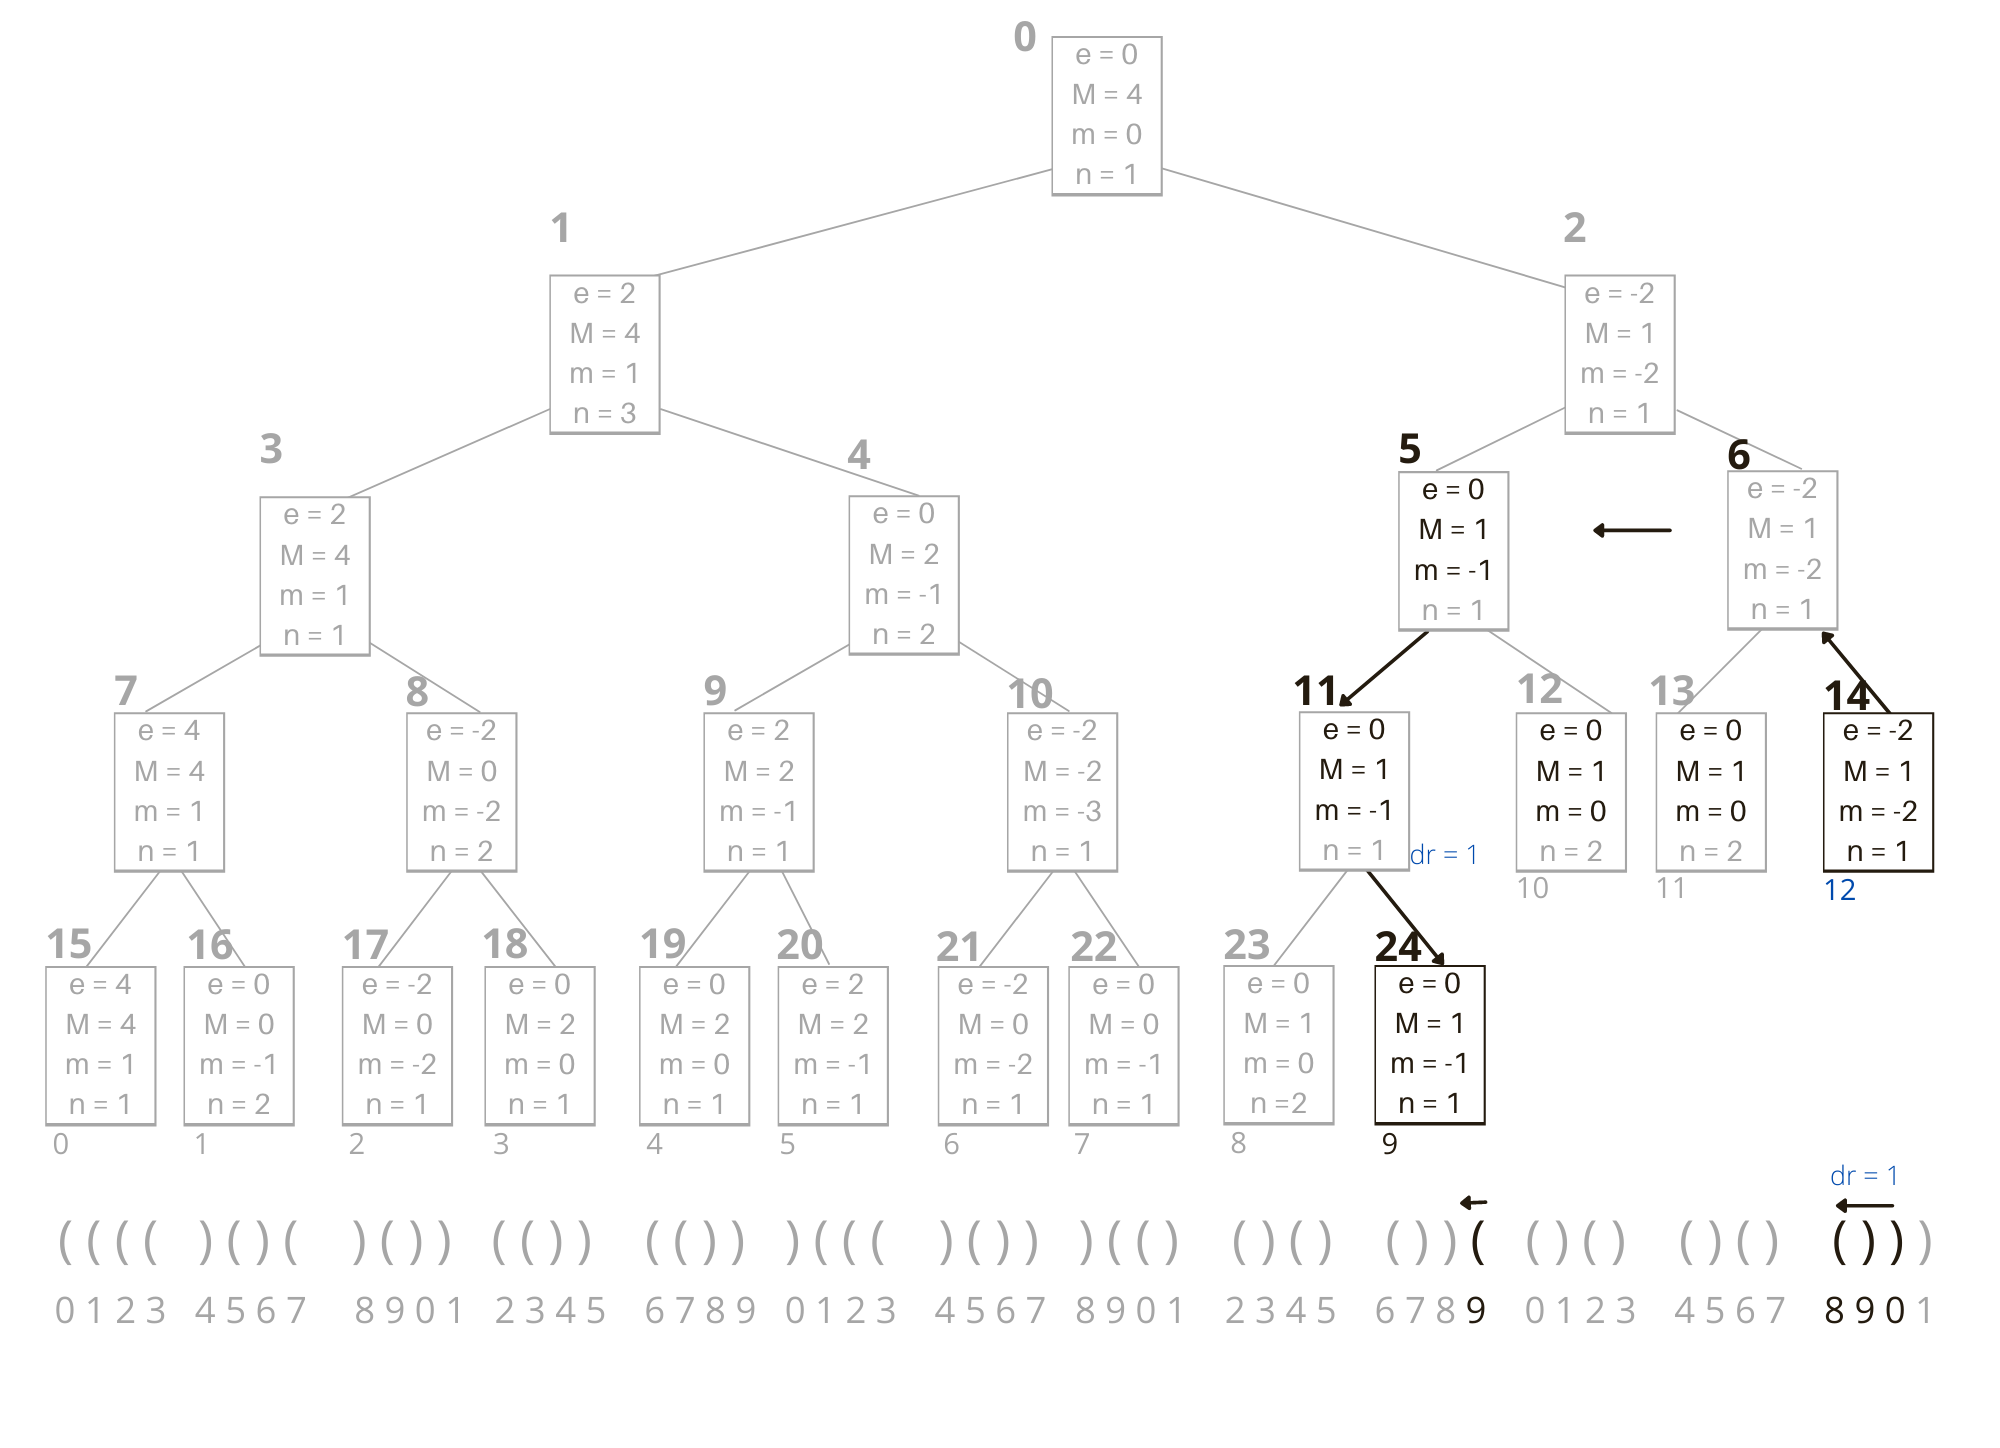 0
e = 0
M = 4
m = 0
n = 1
1
2
e = 2
M = 4
m = 1
n = 3
e = -2
M = 1
m = -2
n = 1
3
4
5
6
e = 2
M = 4
m = 1
n = 1
e = 0
M = 2
m = -1
n = 2
e = 0
M = 1
m = -1
n = 1
e = -2
M = 1
m = -2
n = 1
7
8
9
10
11
12
13
14
e = 4
M = 4
m = 1
n = 1
e = -2
M = 0
m = -2
n = 2
e = 2
M = 2
m = -1
n = 1
e = -2
M = -2
m = -3
n = 1
e = 0
M = 1
m = -1
n = 1
dr = 1
e = 0
M = 1
m = 0
n = 2
10
e = 0
M = 1
m = 0
n = 2
11
e = -2
M = 1
m = -2
n = 1
12
15
16
17
18
19
20
21
22
23
24
e = 4
M = 4
m = 1
n = 1
0
e = 0
M = 0
m = -1
n = 2
1
e = -2
M = 0
m = -2
n = 1
2
e = 0
M = 2
m = 0
n = 1
3
e = 0
M = 2
m = 0
n = 1
4
e = 2
M = 2
m = -1
n = 1
5
e = -2
M = 0
m = -2
n = 1
6
e = 0
M = 0
m = -1
n = 1
7
e = 0
M = 1
m = 0
n =2
8
e = 0
M = 1
m = -1
n = 1
9
dr = 1
( ( ( ( ) ( ) ( ) ( ) ) ( ( ) ) ( ( ) ) ) ( ( ( ) ( ) ) ) ( ( ) ( ) ( ) ( ) ) ( ( ) ( ) ( ) ( ) ( ) ) )
0 1 2 3 4 5 6 7 8 9 0 1 2 3 4 5 6 7 8 9 0 1 2 3 4 5 6 7 8 9 0 1 2 3 4 5 6 7 8 9 0 1 2 3 4 5 6 7 8 9 0 1